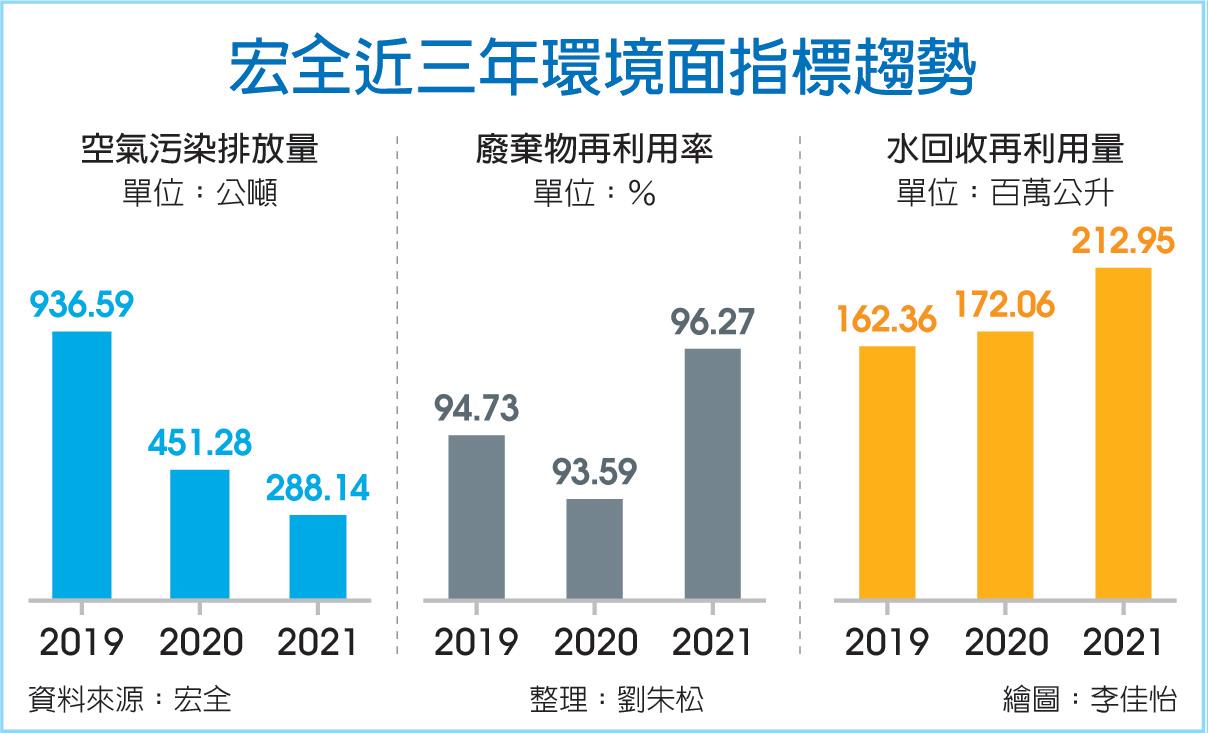 宏全近三年環境面指標趨勢
空氣污染排放量
單位：公噸
936.59
451.28
288.14
2019 2020 2021
廢棄物再利用率
單位：%
94.73
93.59
96.27
2019 2020 2021
水回收再利用量
單位：百萬公升
162.36
172.06
212.95
2019 2020 2021
資料來源：宏全
整理：劉朱松
繪圖：李佳怡